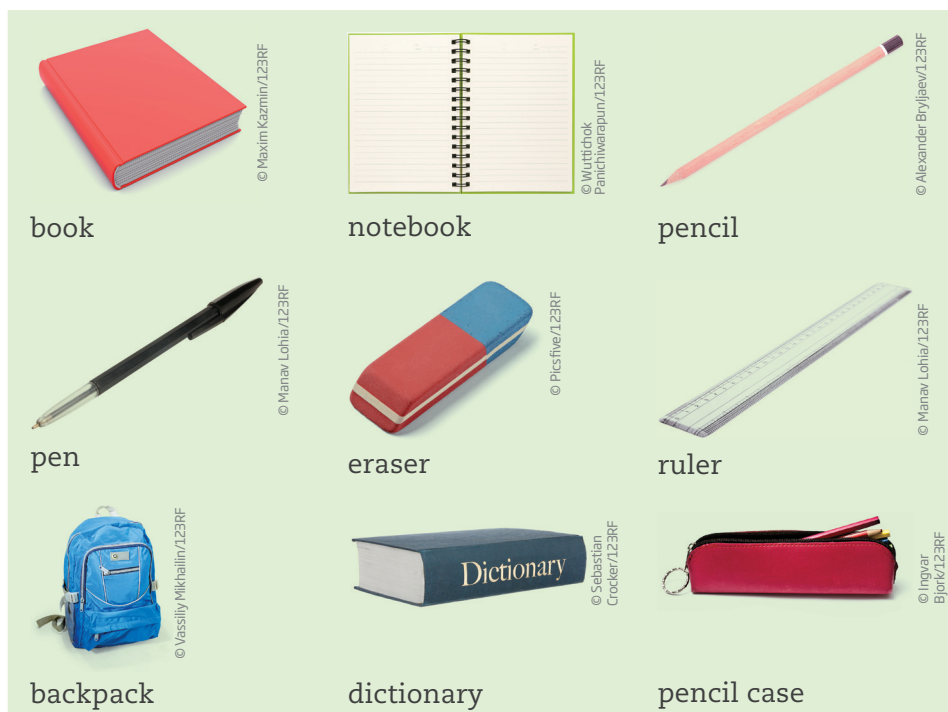 © Maxim Kazmin/123RF
book
© Wuttichok
Panichiwarapun/123RF
notebook
© Alexander Bryljaev/123RF
pencil
© Manav Lohia/123RF
pen
© Picsfive/123RF
eraser
© Manav Lohia/123RF
ruler
© Vassiliy Mikhailin/123RF
backpack
Dictionary
© Sebastian
Crocker/123RF
dictionary
© Ingvar
Bjork/123RF
pencil case